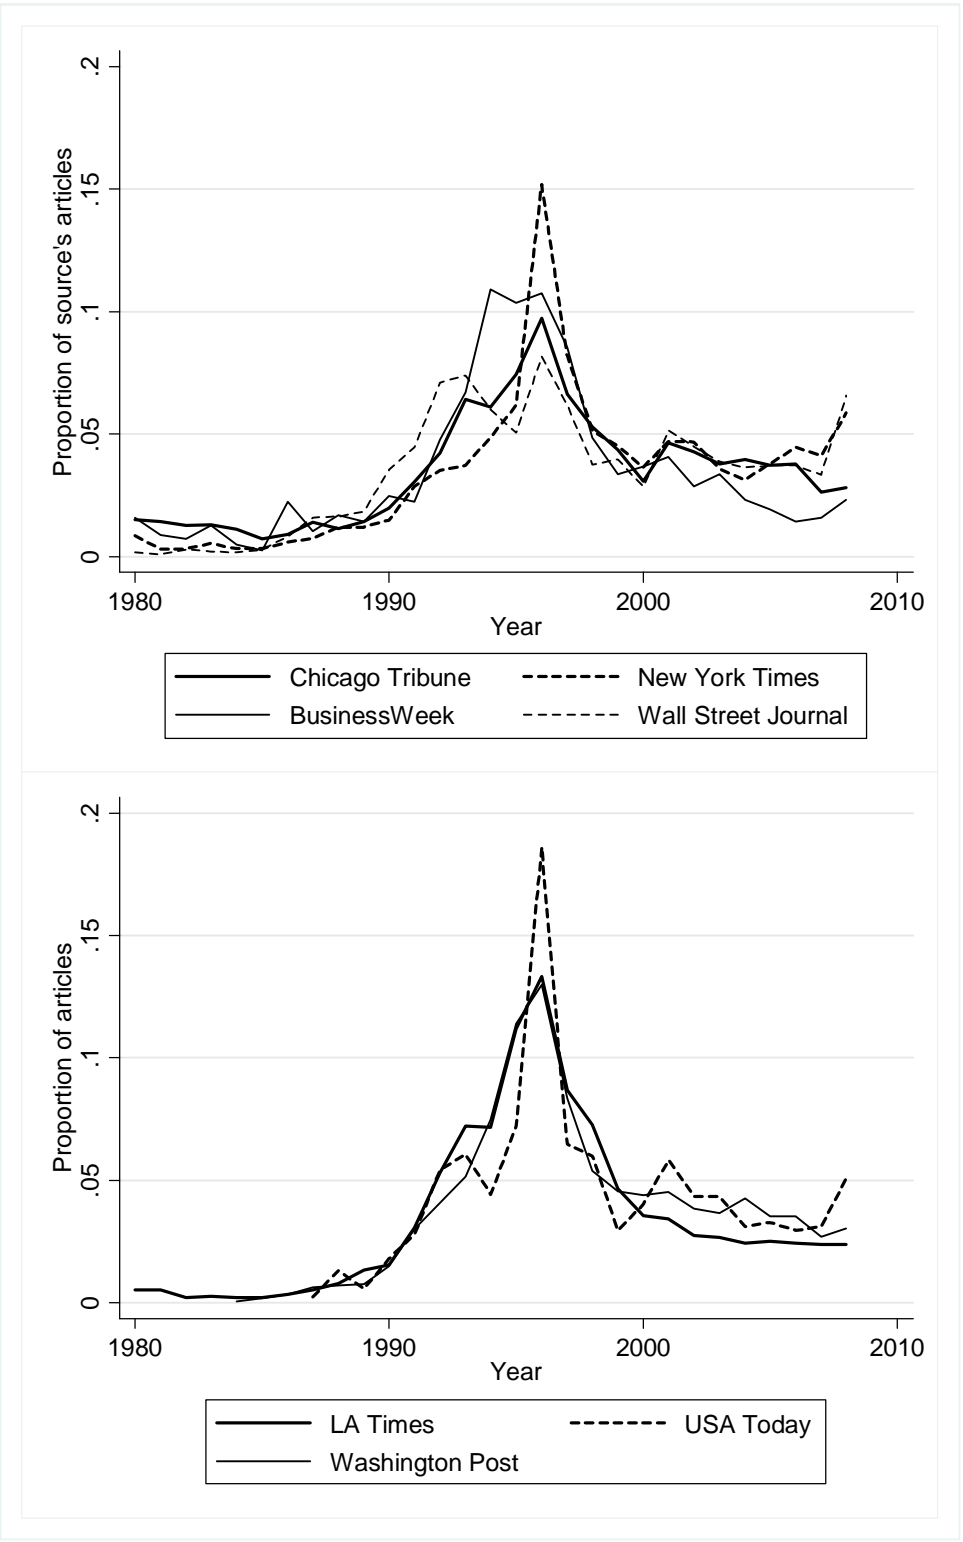 Proportion of source's articles
.2
.15
.1
.05
0
1980 1990 2000 2010
Year
Chicago Tribune New York Times
BusinessWeek Wall Street Journal
Proportion of articles
.2
.15
.1
.05
0
1980 1990 2000 2010
Year
LA Times USA Today
Washington Post